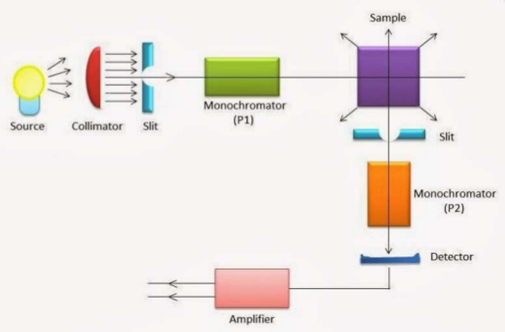 Sample
Source
Collimator
Slit
Monochromator
(P1)
Slit
Monochromator
(P2)
Detector
Amplifier